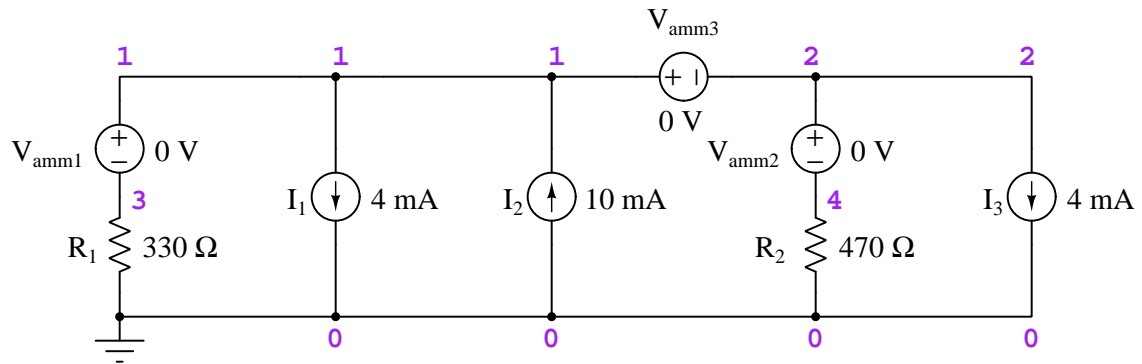 V_amm3
1 1 1 2 2
+ −
0 V
+ −
V_amm1 0 V
+ −
V_amm2 0 V
3 4
I_1 4 mA
I_2 10 mA
I_3 4 mA
R_1 330 Ω
R_2 470 Ω
0 0 0 0